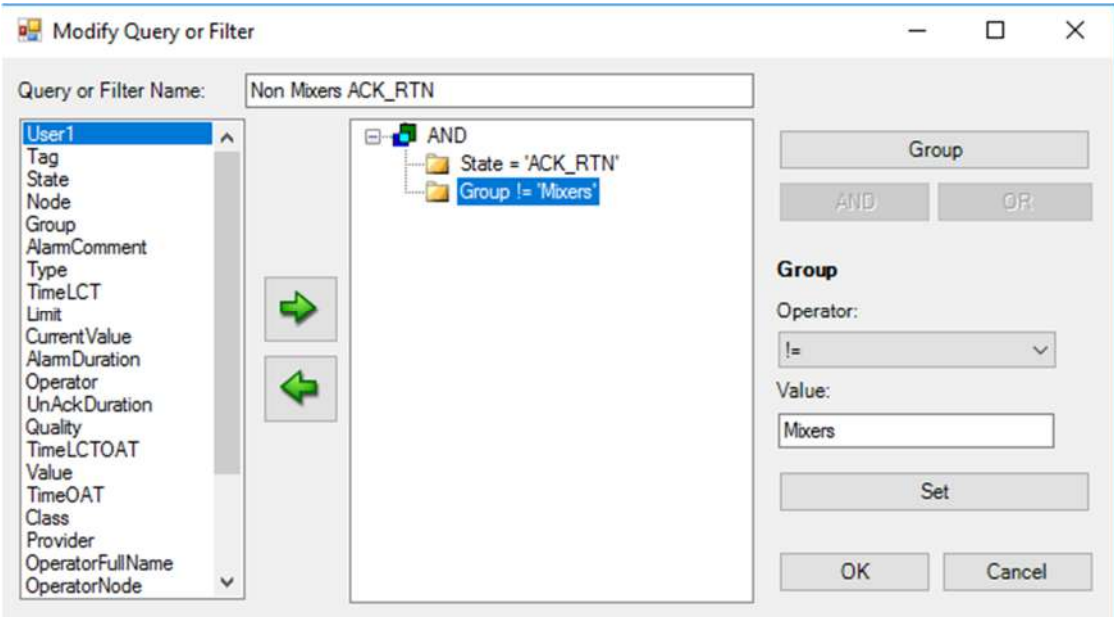 Modify Query or Filter
Query or Filter Name:
Non Mixers ACK_RTN
User1
Tag
State
Node
Group
AlarmComment
Type
TimeLCT
Limit
CurrentValue
AlarmDuration
Operator
UnAckDuration
Quality
TimeLCTOAT
Value
TimeOAT
Class
Provider
OperatorFullName
OperatorNode
AND
State = 'ACK_RTN'
Group != 'Mixers'
Group
AND OR
Group
Operator:
!=
Value:
Mixers
Set
OK Cancel